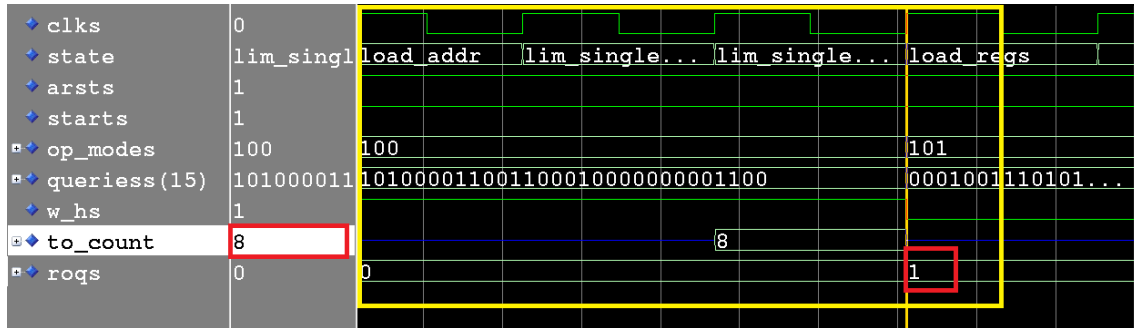 clks 0
state lim_singl load_addr lim_single... lim_single... load_regs
arsts 1
starts 1
op_modes 100 100 101
queriess(15) 101000011 1010000110011000100000000001100 0001001110101...
w_hs 1
to_count 8 8
roqs 0 0 1